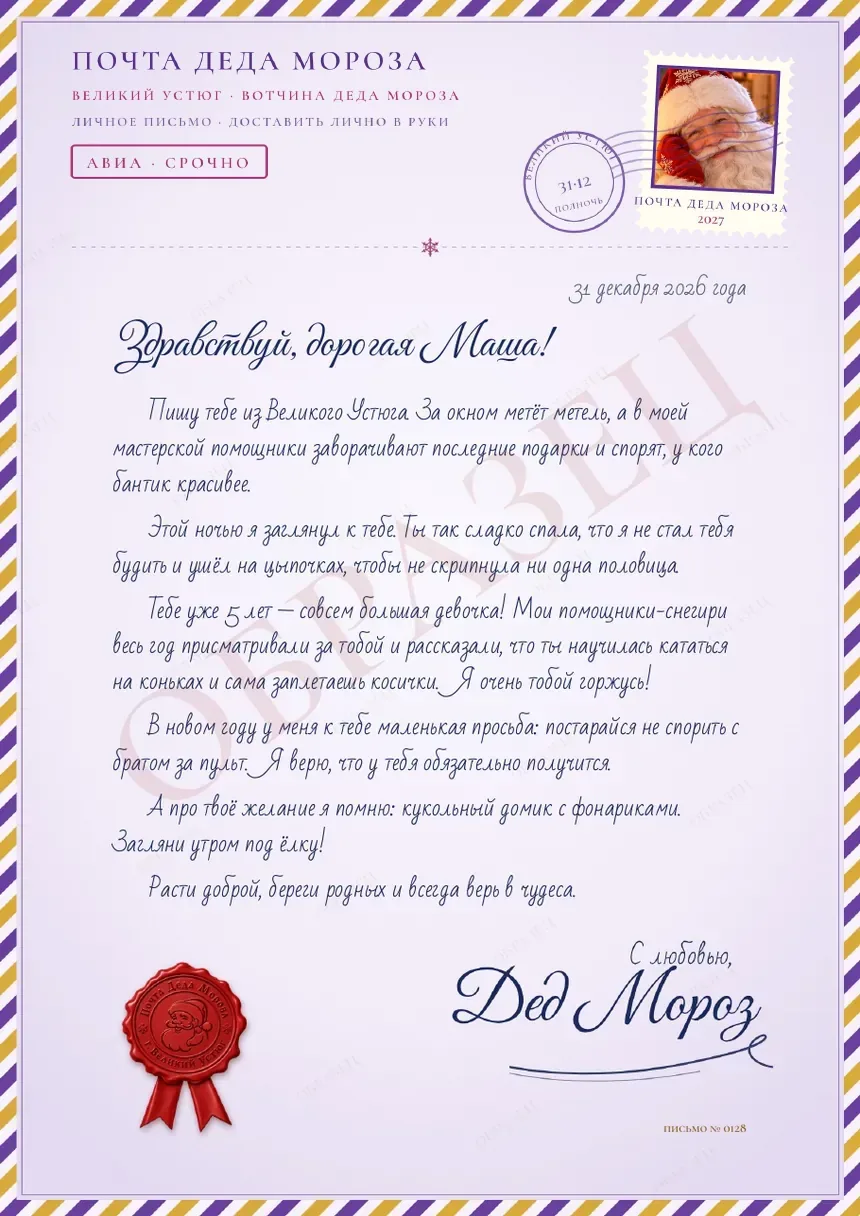 ПОЧТА ДЕДА МОРОЗА
ВЕЛИКИЙ УСТЮГ · ВОТЧИНА ДЕДА МОРОЗА
ЛИЧНОЕ ПИСЬМО · ДОСТАВИТЬ ЛИЧНО В РУКИ
АВИА · СРОЧНО
ВЕЛИКИЙ УСТЮГ
31·12
ПОЛНОЧЬ
ПОЧТА ДЕДА МОРОЗА
2027
31 декабря 2026 года
Здравствуй, дорогая Маша!
Пишу тебе из Великого Устюга. За окном метёт метель, а в моей
мастерской помощники заворачивают последние подарки и спорят, у кого
бантик красивее.
Этой ночью я заглянул к тебе. Ты так сладко спала, что я не стал тебя
будить и ушёл на цыпочках, чтобы не скрипнула ни одна половица.
Тебе уже 5 лет — совсем большая девочка! Мои помощники-снегири
весь год присматривали за тобой и рассказали, что ты научилась кататься
на коньках и сама заплетаешь косички. Я очень тобой горжусь!
В новом году у меня к тебе маленькая просьба: постарайся не спорить с
братом за пульт. Я верю, что у тебя обязательно получится.
А про твоё желание я помню: кукольный домик с фонариками.
Загляни утром под ёлку!
Расти доброй, береги родных и всегда верь в чудеса.
ОБРАЗЕЦ
С любовью,
Дед Мороз
Почта Деда Мороза
г. Великий Устюг
ПИСЬМО № 0128